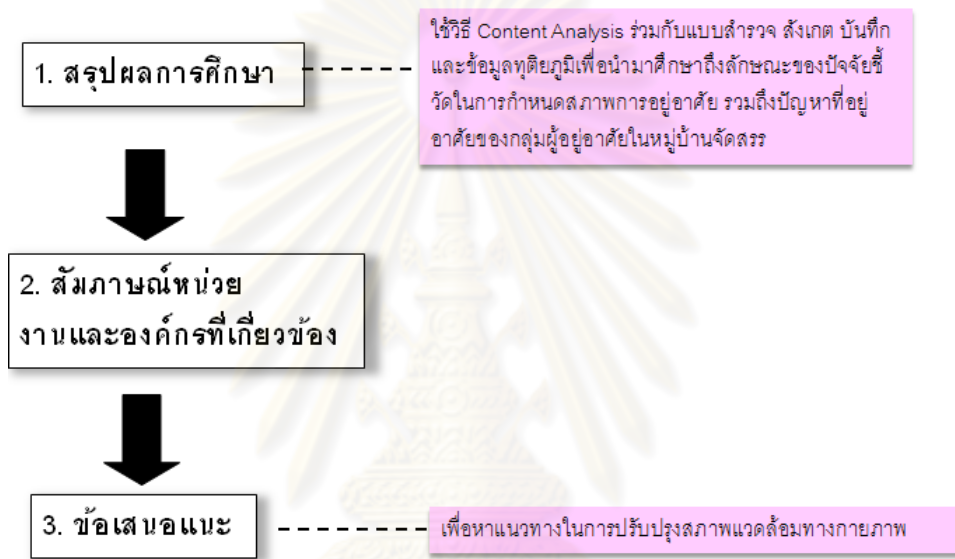 1. สรุปผลการศึกษา
ใช้วิธี Content Analysis ร่วมกับแบบสำรวจ สังเกต บันทึก
และข้อมูลทุติยภูมิเพื่อนำมาศึกษาถึงลักษณะของปัจจัยชี้
วัดในการกำหนดสภาพการอยู่อาศัย รวมถึงปัญหาที่อยู่
อาศัยของกลุ่มผู้อยู่อาศัยในหมู่บ้านจัดสรร
2. สัมภาษณ์หน่วย
งานและองค์กรที่เกี่ยวข้อง
3. ข้อเสนอแนะ
เพื่อหาแนวทางในการปรับปรุงสภาพแวดล้อมทางกายภาพ